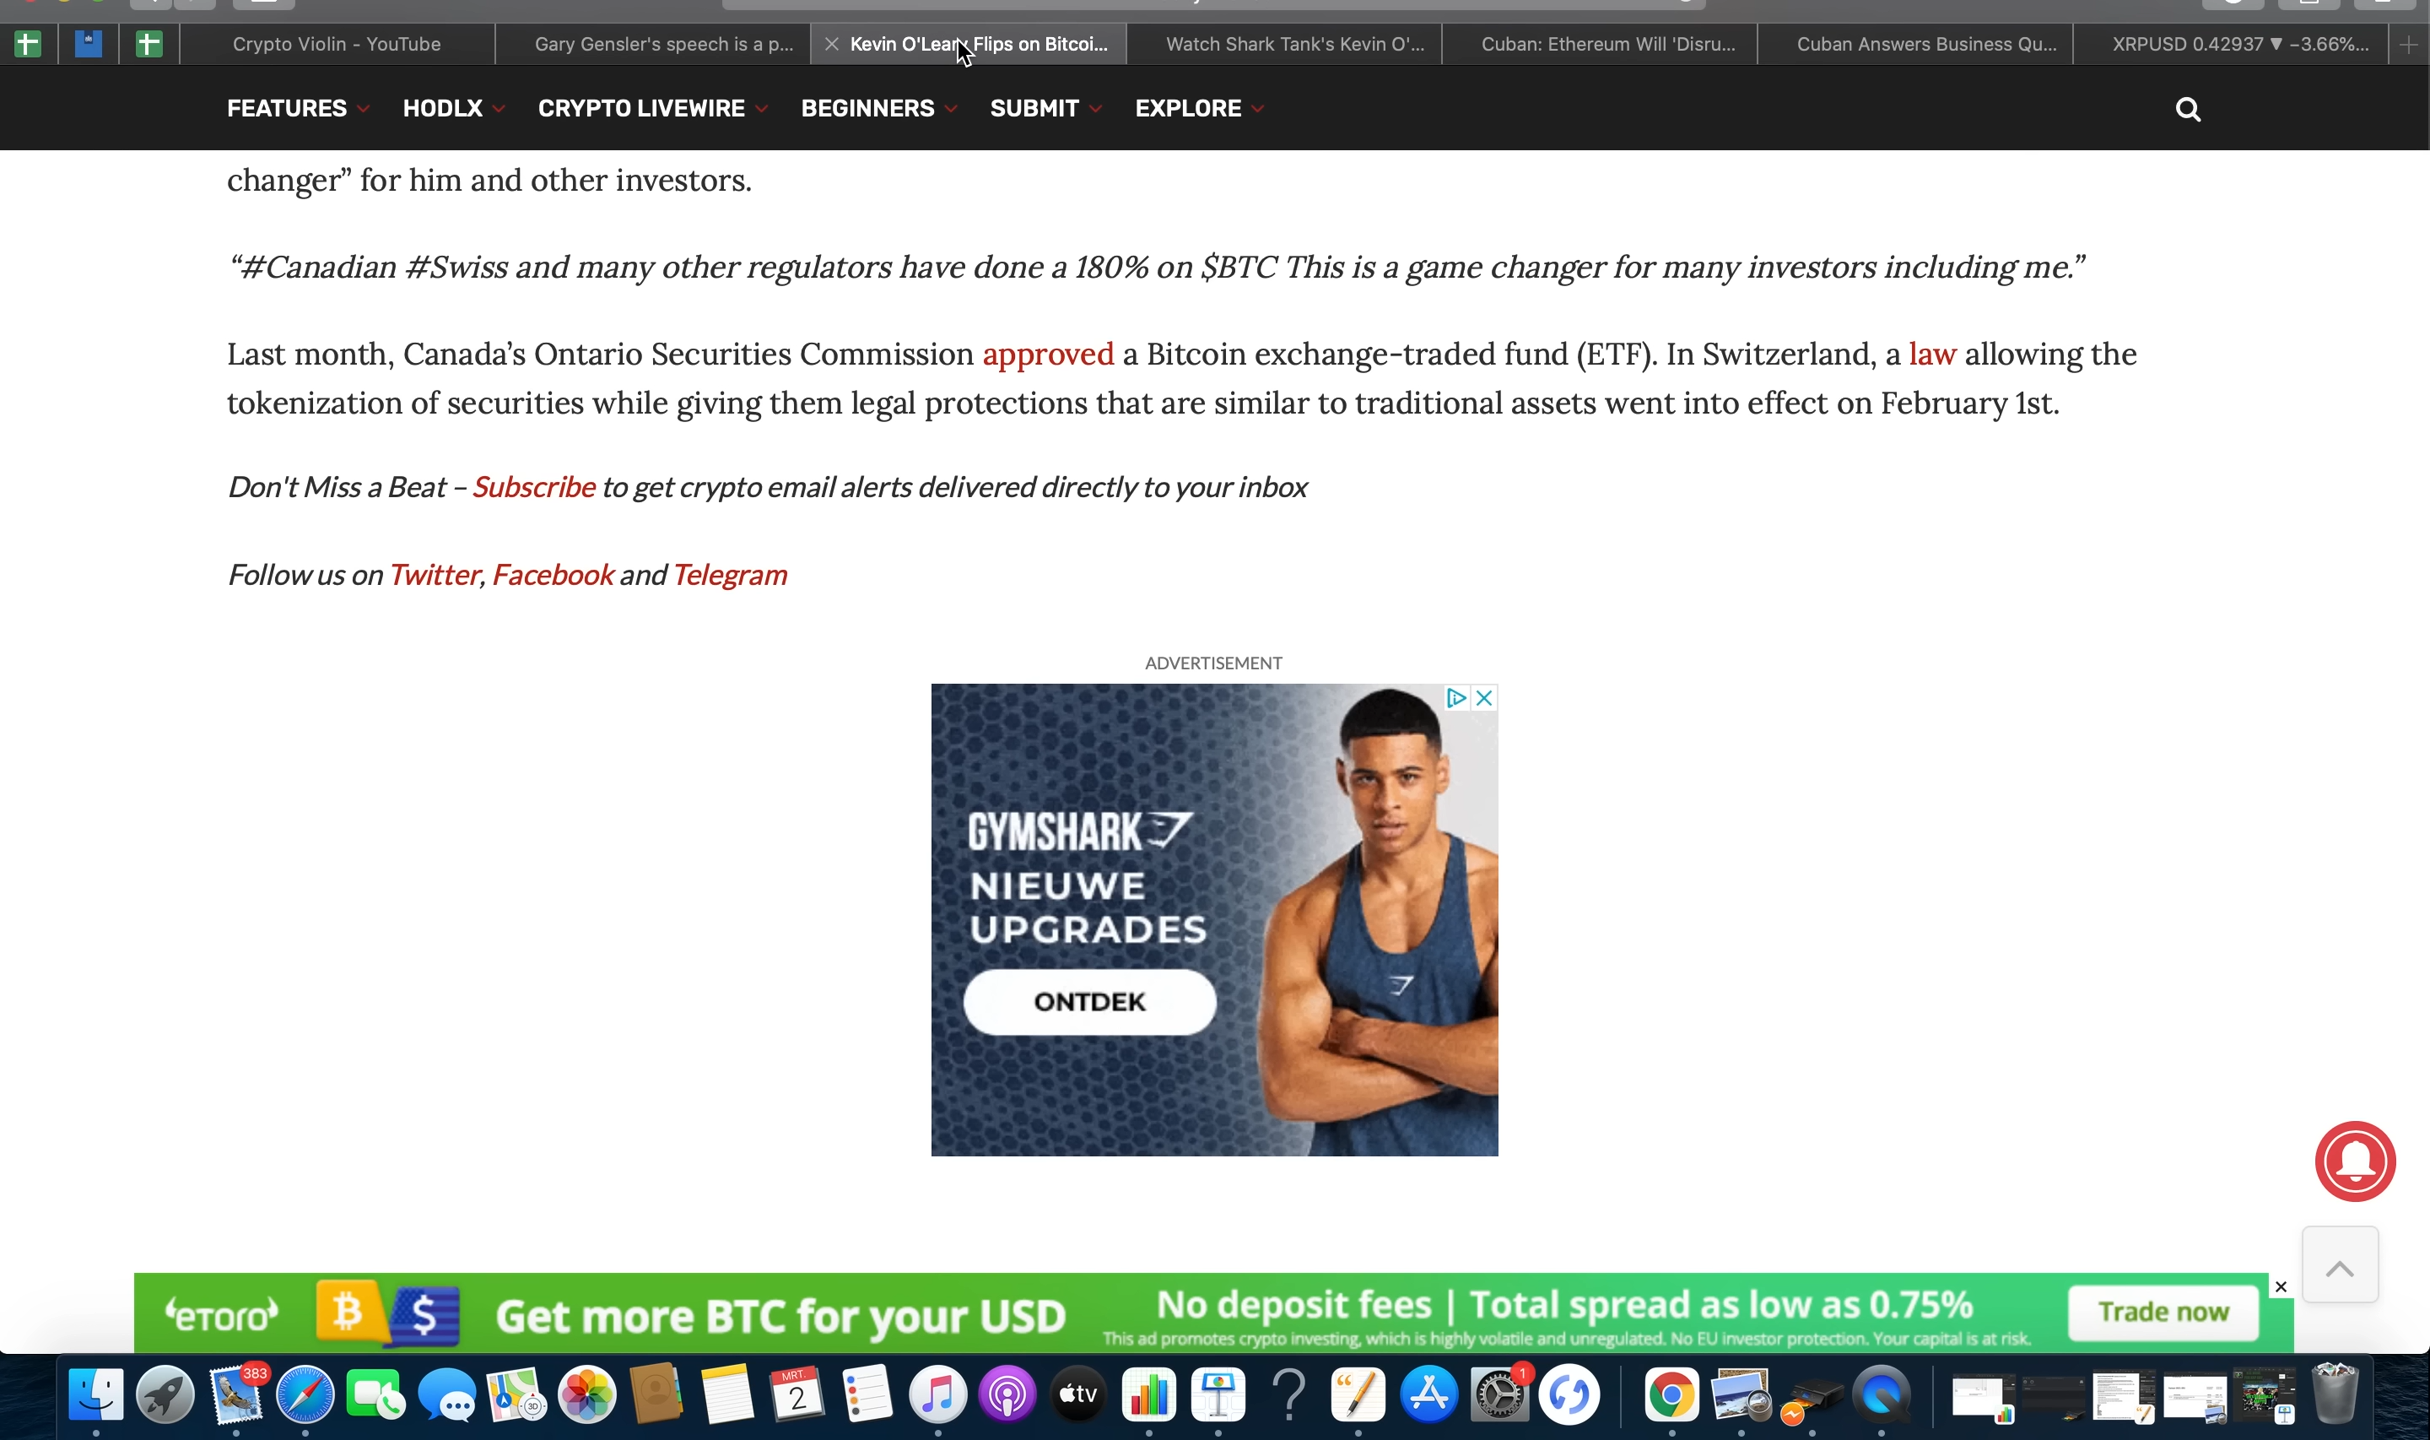 Crypto Violin - YouTube
Gary Gensler's speech is a p...
Kevin O'Leary Flips on Bitcoi...
Watch Shark Tank's Kevin O'...
Cuban: Ethereum Will 'Disru...
Cuban Answers Business Qu...
XRPUSD 0.42937 ▼ −3.66%...
FEATURES HODLX CRYPTO LIVEWIRE BEGINNERS SUBMIT EXPLORE
changer” for him and other investors.
“#Canadian #Swiss and many other regulators have done a 180% on $BTC This is a game changer for many investors including me.”
Last month, Canada’s Ontario Securities Commission approved a Bitcoin exchange-traded fund (ETF). In Switzerland, a law allowing the
tokenization of securities while giving them legal protections that are similar to traditional assets went into effect on February 1st.
Don't Miss a Beat – Subscribe to get crypto email alerts delivered directly to your inbox
Follow us on Twitter, Facebook and Telegram
ADVERTISEMENT
GYMSHARK
NIEUWE
UPGRADES
ONTDEK
eToro
Get more BTC for your USD
No deposit fees | Total spread as low as 0.75%
This ad promotes crypto investing, which is highly volatile and unregulated. No EU investor protection. Your capital is at risk.
Trade now
383
3D
MRT.
2
tv
1